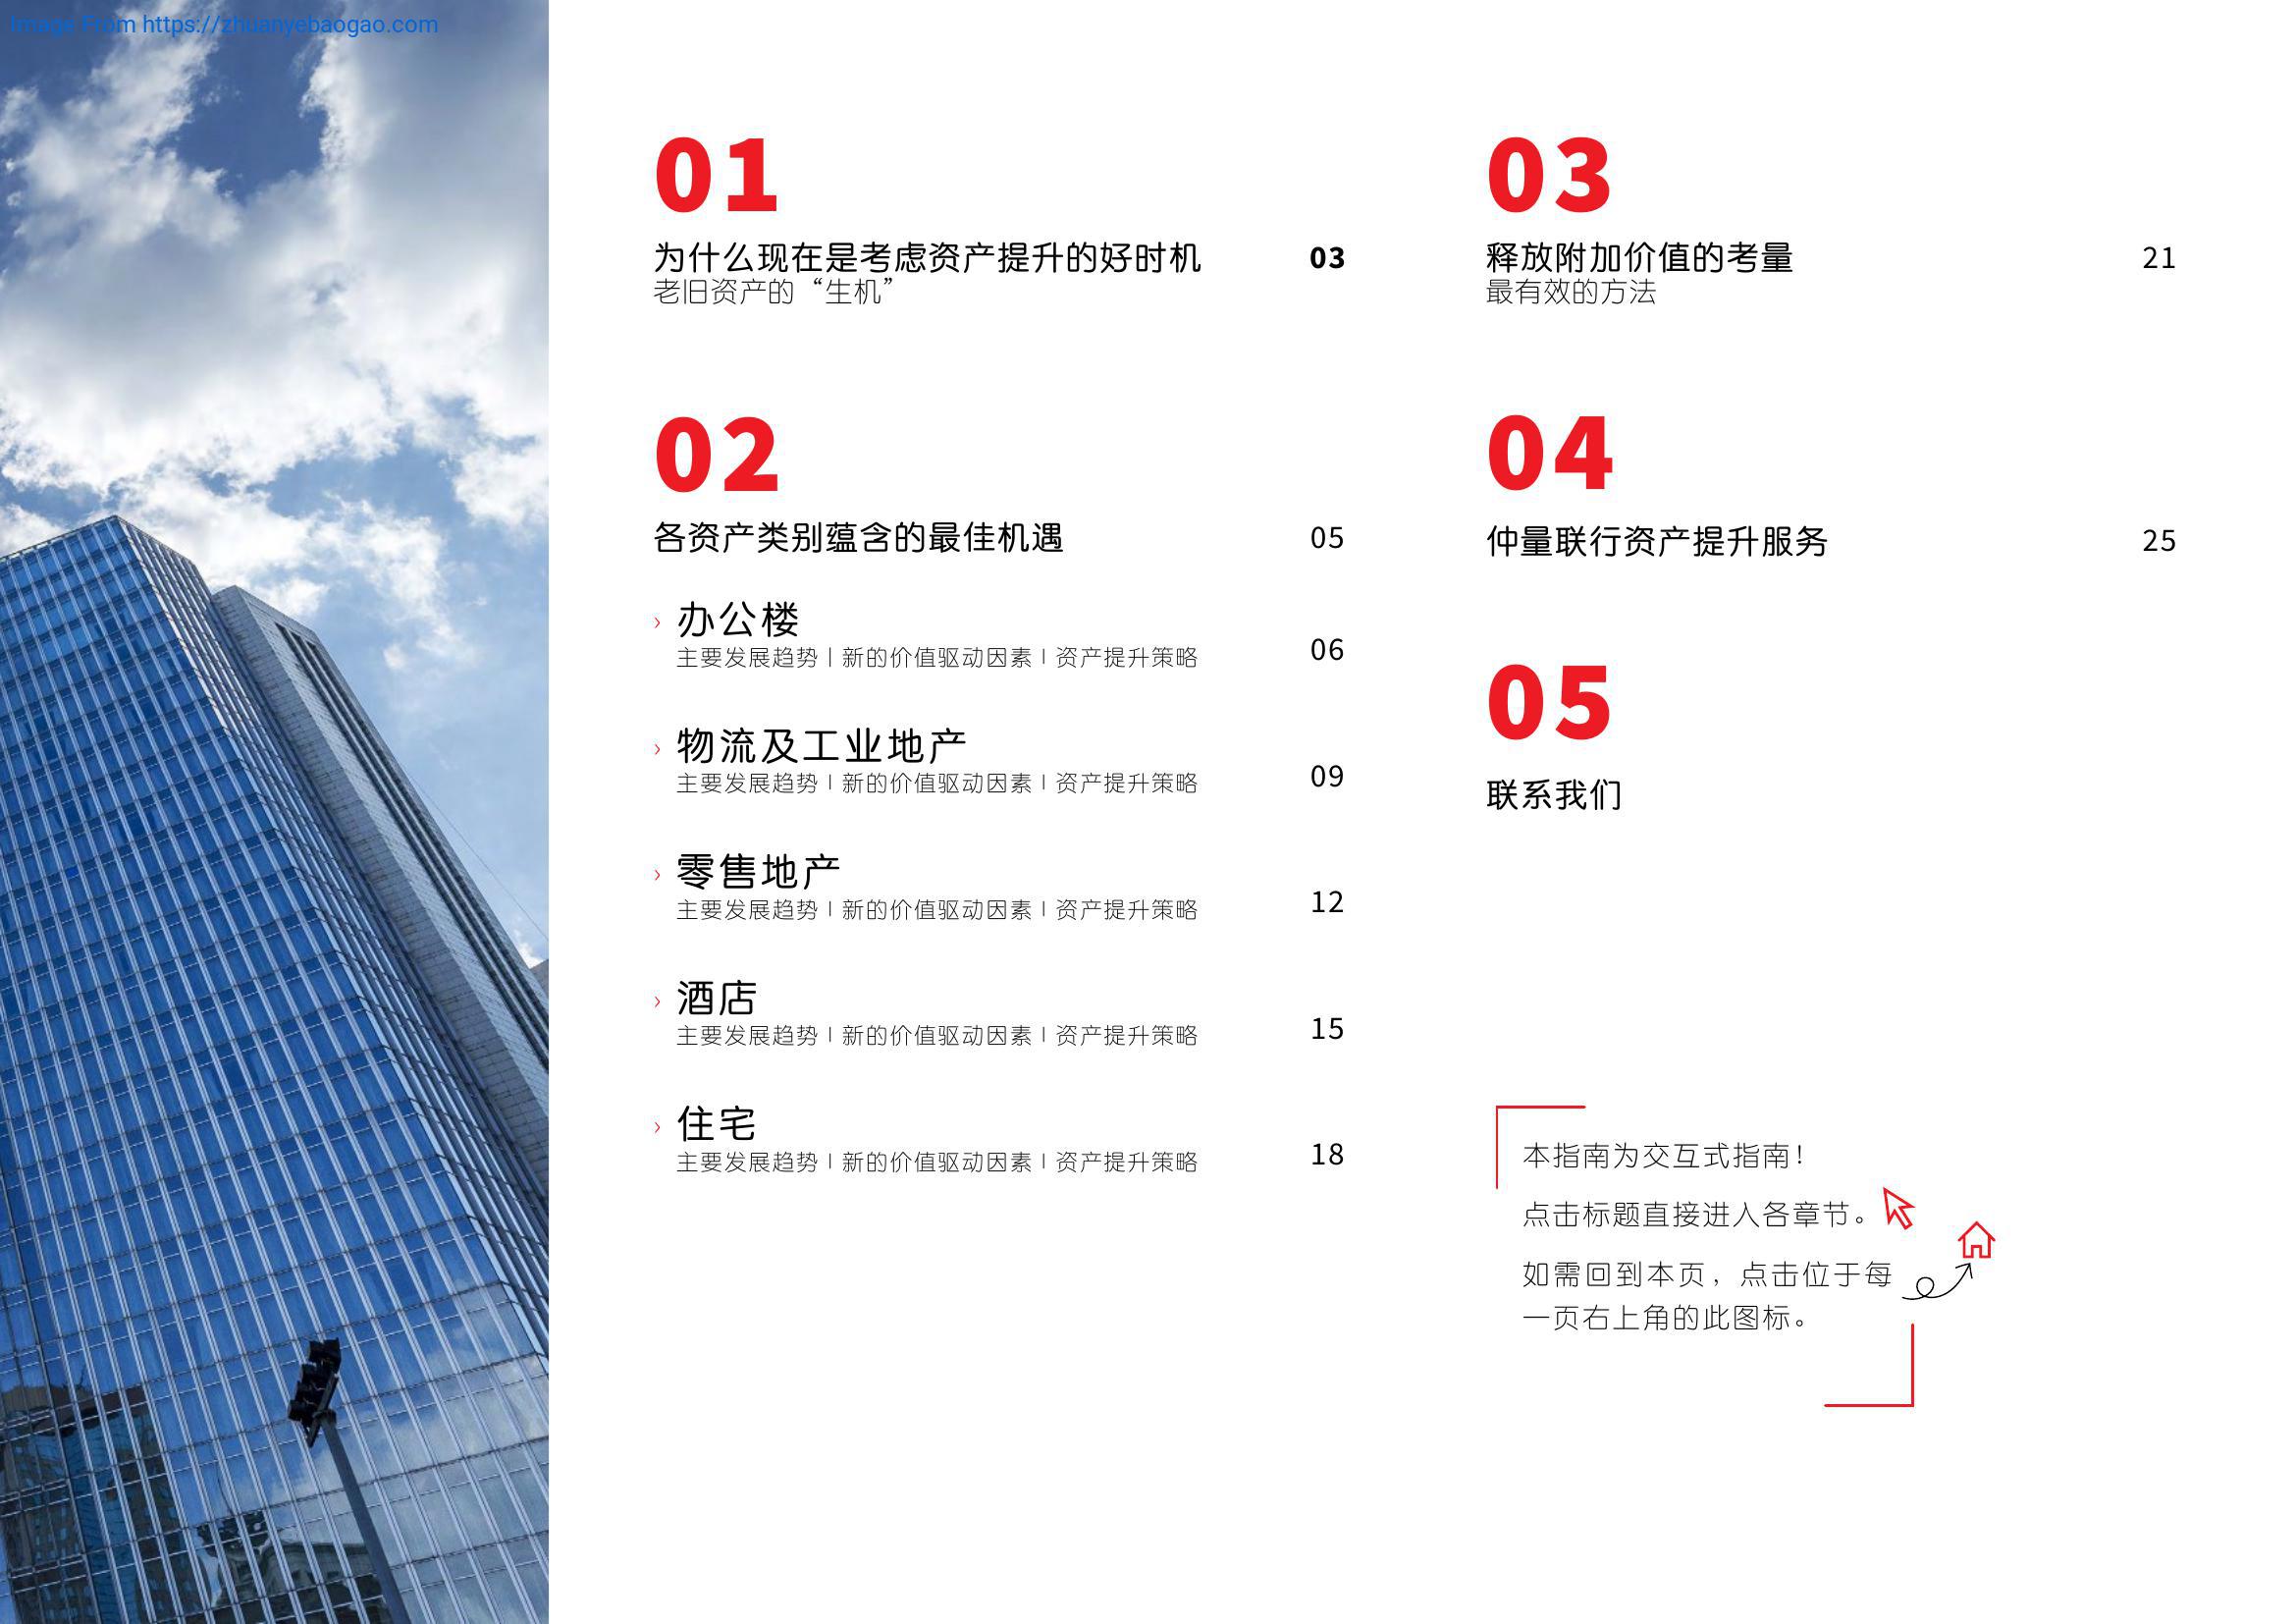 Image From https://zhuanyebaogao.com
01
为什么现在是考虑资产提升的好时机 03
老旧资产的“生机”
02
各资产类别蕴含的最佳机遇 05
› 办公楼
主要发展趋势 | 新的价值驱动因素 | 资产提升策略 06
› 物流及工业地产
主要发展趋势 | 新的价值驱动因素 | 资产提升策略 09
› 零售地产
主要发展趋势 | 新的价值驱动因素 | 资产提升策略 12
› 酒店
主要发展趋势 | 新的价值驱动因素 | 资产提升策略 15
› 住宅
主要发展趋势 | 新的价值驱动因素 | 资产提升策略 18
03
释放附加价值的考量 21
最有效的方法
04
仲量联行资产提升服务 25
05
联系我们
本指南为交互式指南！
点击标题直接进入各章节。
如需回到本页，点击位于每
一页右上角的此图标。